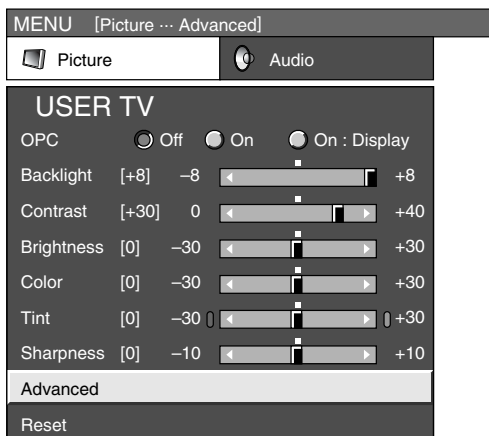 MENU [Picture ··· Advanced]
Picture Audio
USER TV
OPC Off On On : Display
Backlight [+8] –8 +8
Contrast [+30] 0 +40
Brightness [0] –30 +30
Color [0] –30 +30
Tint [0] –30 +30
Sharpness [0] –10 +10
Advanced
Reset